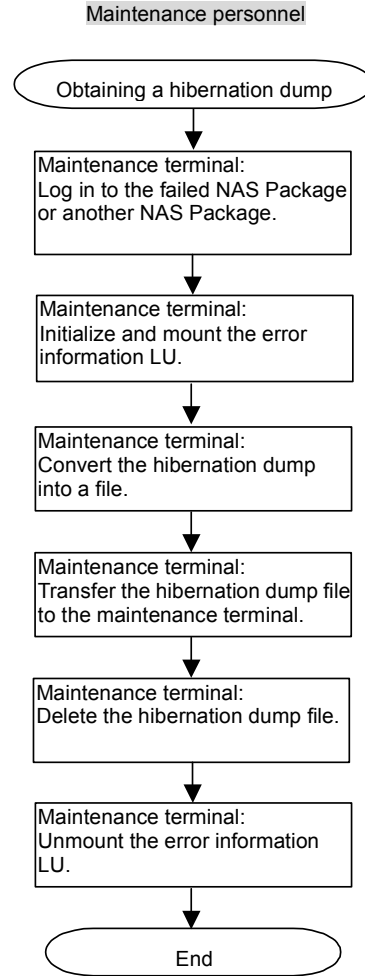 Maintenance personnel
Obtaining a hibernation dump
Maintenance terminal:
Log in to the failed NAS Package
or another NAS Package.
Maintenance terminal:
Initialize and mount the error
information LU.
Maintenance terminal:
Convert the hibernation dump
into a file.
Maintenance terminal:
Transfer the hibernation dump file
to the maintenance terminal.
Maintenance terminal:
Delete the hibernation dump file.
Maintenance terminal:
Unmount the error information
LU.
End